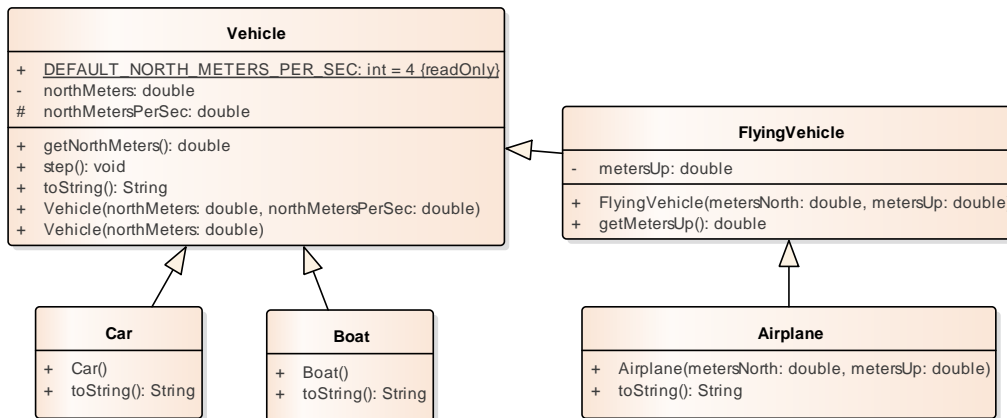 Vehicle
+ DEFAULT_NORTH_METERS_PER_SEC: int = 4 {readOnly}
- northMeters: double
# northMetersPerSec: double
+ getNorthMeters(): double
+ step(): void
+ toString(): String
+ Vehicle(northMeters: double, northMetersPerSec: double)
+ Vehicle(northMeters: double)
FlyingVehicle
- metersUp: double
+ FlyingVehicle(metersNorth: double, metersUp: double
+ getMetersUp(): double
Car
+ Car()
+ toString(): String
Boat
+ Boat()
+ toString(): String
Airplane
+ Airplane(metersNorth: double, metersUp: double)
+ toString(): String